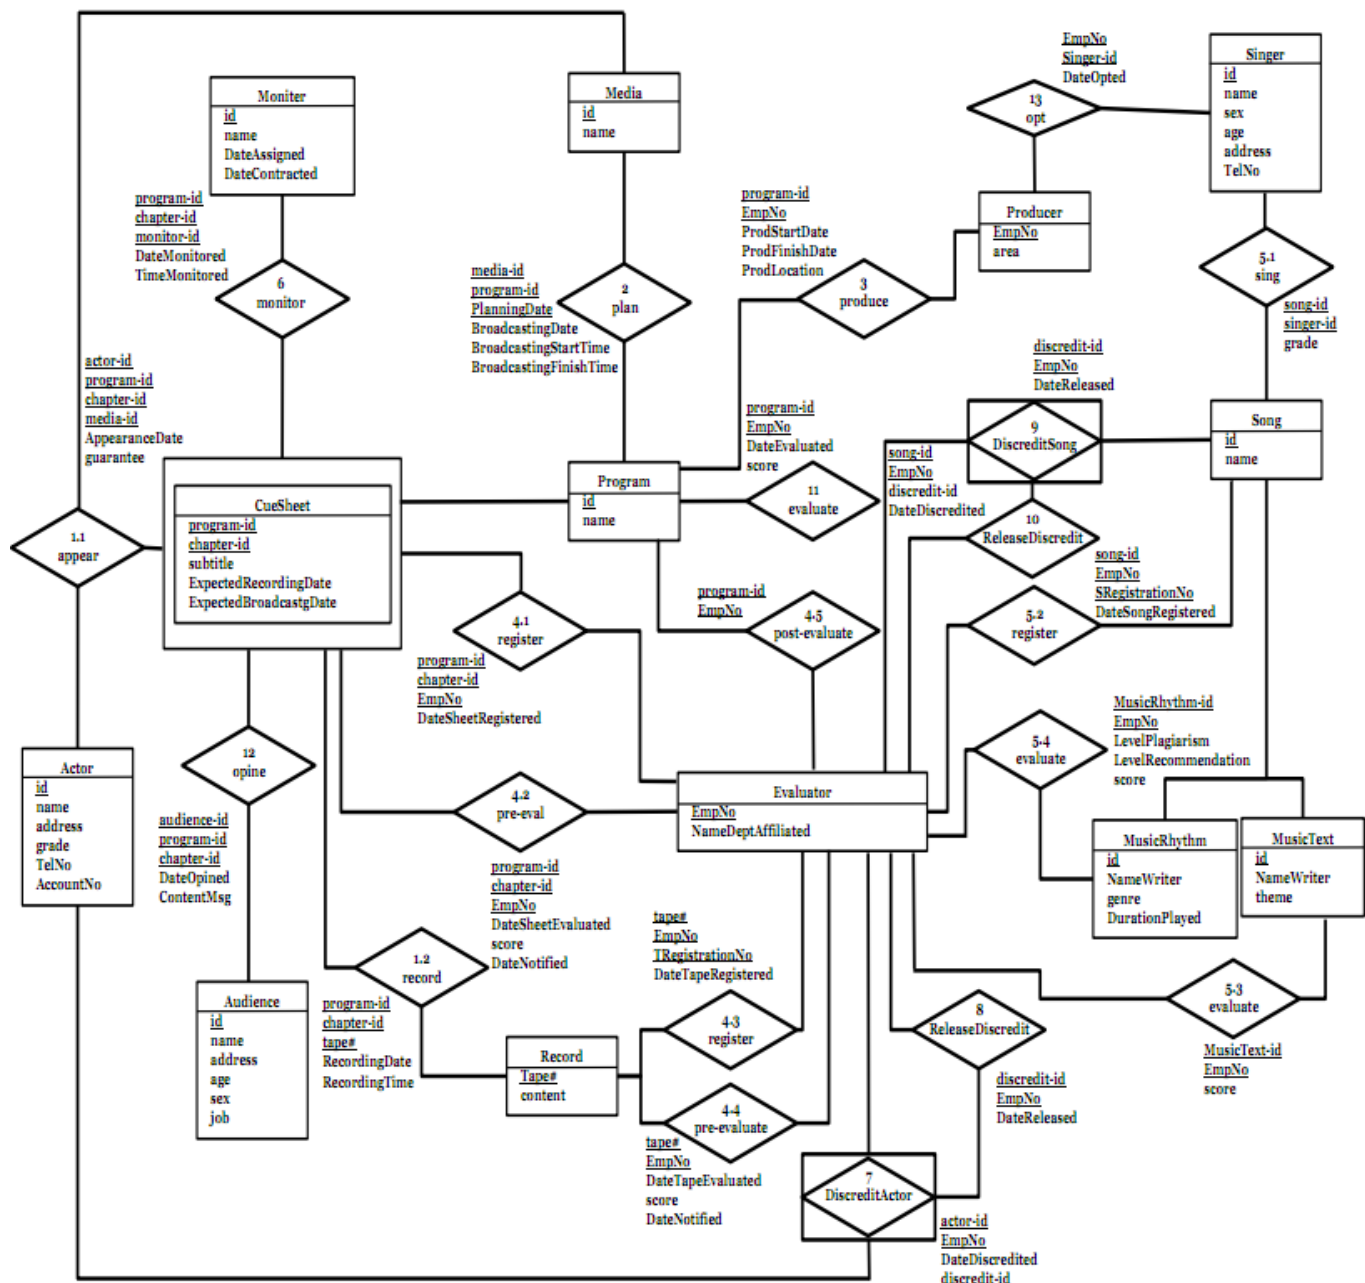 EmpNo
Singer-id
DateOpted
Singer
id
name
sex
age
address
TelNo
13
opt
Moniter
id
name
DateAssigned
DateContracted
Media
id
name
program-id
chapter-id
monitor-id
DateMonitored
TimeMonitored
6
monitor
media-id
program-id
PlanningDate
BroadcastingDate
BroadcastingStartTime
BroadcastingFinishTime
2
plan
program-id
EmpNo
ProdStartDate
ProdFinishDate
ProdLocation
3
produce
Producer
EmpNo
area
5.1
sing
song-id
singer-id
grade
actor-id
program-id
chapter-id
media-id
AppearanceDate
guarantee
1.1
appear
CueSheet
program-id
chapter-id
subtitle
ExpectedRecordingDate
ExpectedBroadcastgDate
Program
id
name
program-id
EmpNo
DateEvaluated
score
11
evaluate
discredit-id
EmpNo
DateReleased
9
DiscreditSong
song-id
EmpNo
discredit-id
DateDiscredited
10
ReleaseDiscredit
Song
id
name
4.1
register
program-id
chapter-id
EmpNo
DateSheetRegistered
program-id
EmpNo
4.5
post-evaluate
song-id
EmpNo
SRegistrationNo
DateSongRegistered
5.2
register
Actor
id
name
address
grade
TelNo
AccountNo
12
opine
audience-id
program-id
chapter-id
DateOpined
ContentMsg
4.2
pre-eval
program-id
chapter-id
EmpNo
DateSheetEvaluated
score
DateNotified
Evaluator
EmpNo
NameDeptAffiliated
5.4
evaluate
MusicRhythm-id
EmpNo
LevelPlagiarism
LevelRecommendation
score
MusicRhythm
id
NameWriter
genre
DurationPlayed
MusicText
id
NameWriter
theme
Audience
id
name
address
age
sex
job
1.2
record
program-id
chapter-id
tape#
RecordingDate
RecordingTime
Record
Tape#
content
tape#
EmpNo
TRegistrationNo
DateTapeRegistered
4.3
register
4.4
pre-evaluate
tape#
EmpNo
DateTapeEvaluated
score
DateNotified
8
ReleaseDiscredit
discredit-id
EmpNo
DateReleased
5.3
evaluate
MusicText-id
EmpNo
score
7
DiscreditActor
actor-id
EmpNo
DateDiscredited
discredit-id